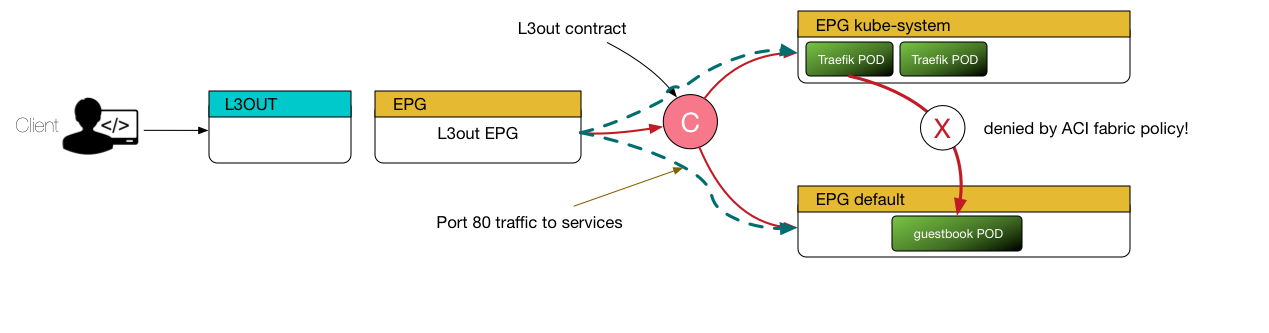 L3out contract
EPG kube-system
Traefik POD
Traefik POD
Client
</>
L3OUT
EPG
L3out EPG
C
X
denied by ACI fabric policy!
Port 80 traffic to services
EPG default
guestbook POD